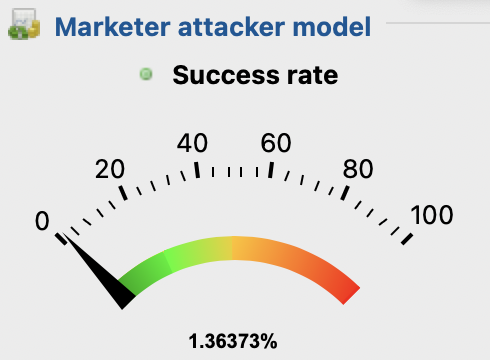 Marketer attacker model
Success rate
0 20 40 60 80 100
1.36373%